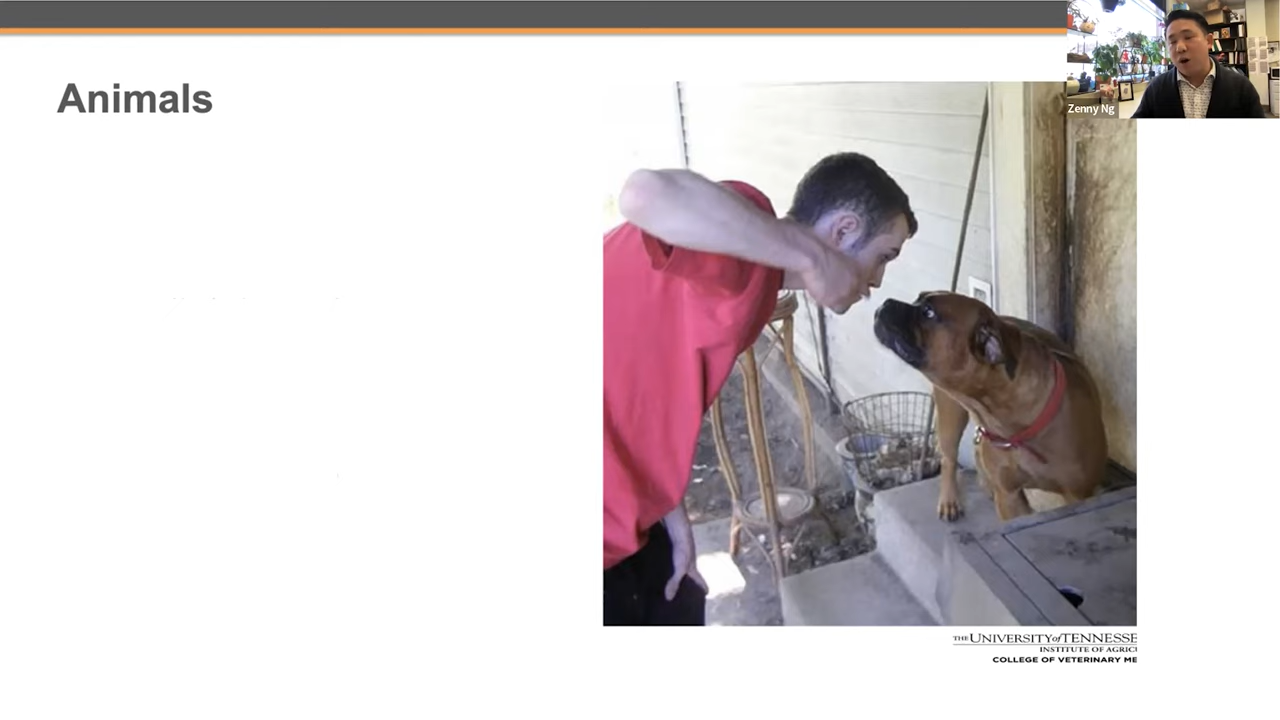 Zenny Ng
Animals
THE UNIVERSITY of TENNESSE
INSTITUTE OF AGRIC
COLLEGE OF VETERINARY ME